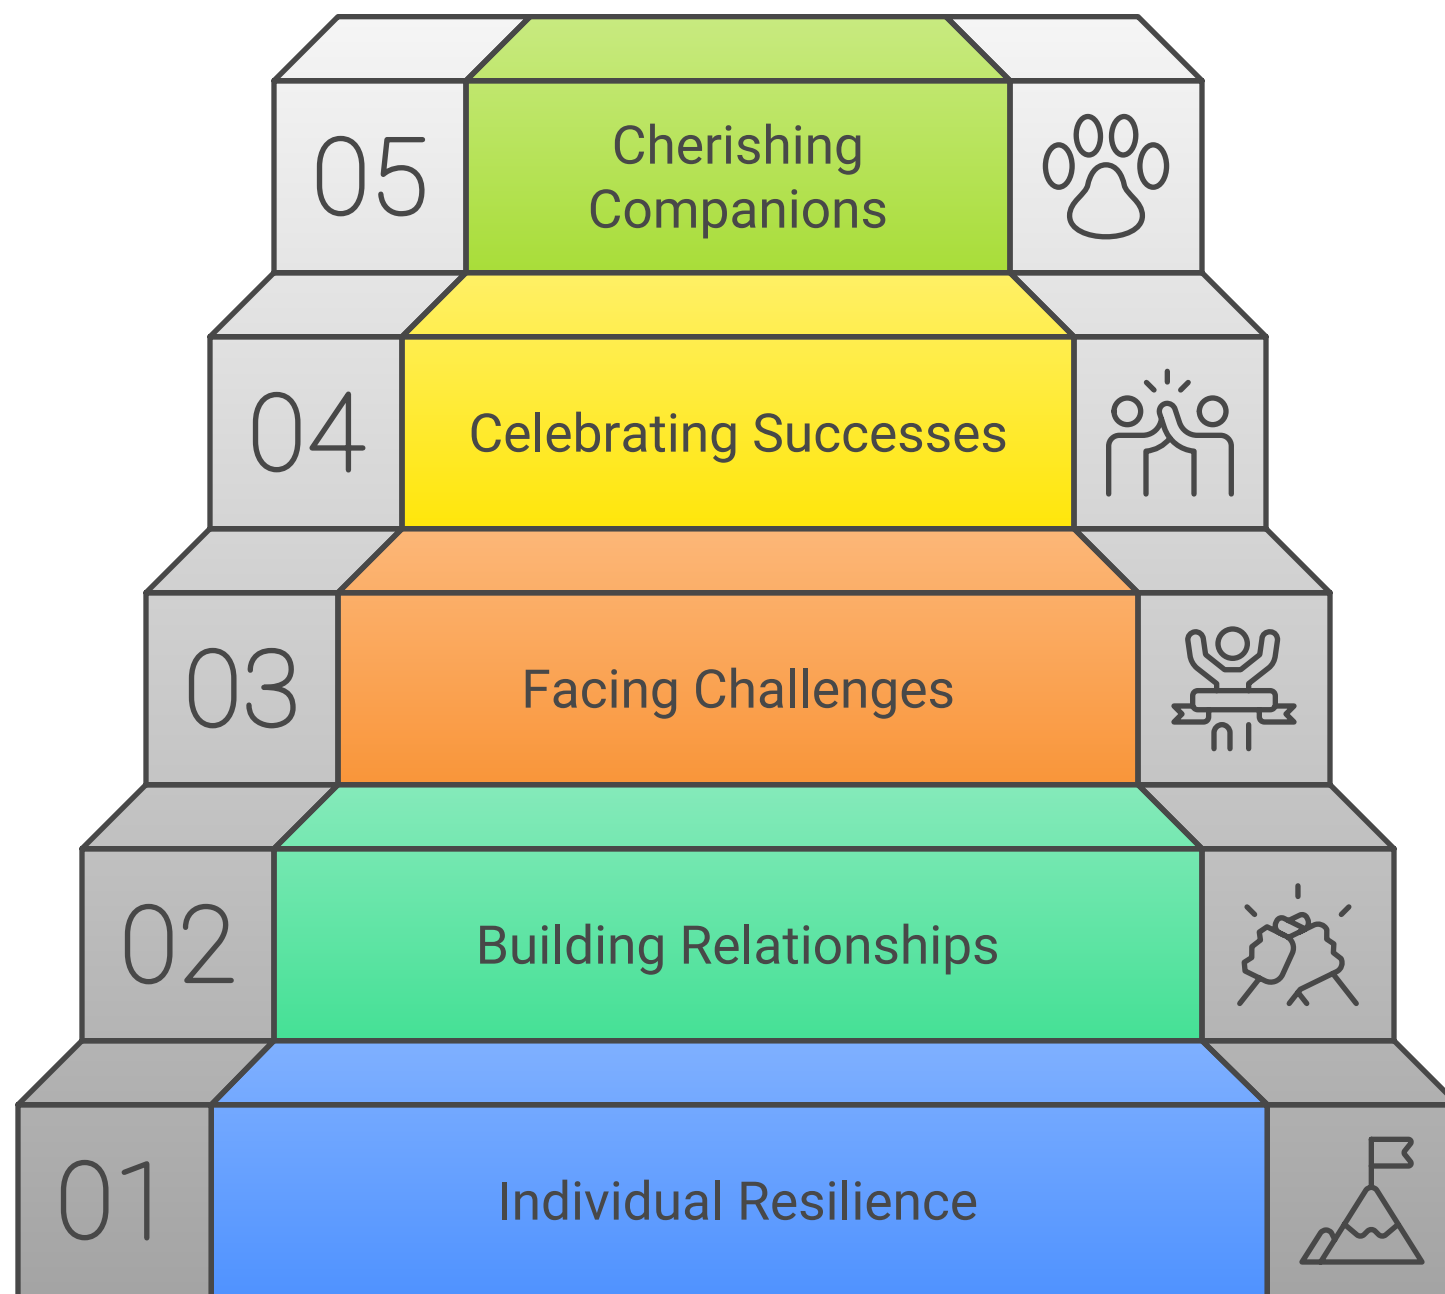 05
Cherishing
Companions
04
Celebrating Successes
03
Facing Challenges
02
Building Relationships
01
Individual Resilience